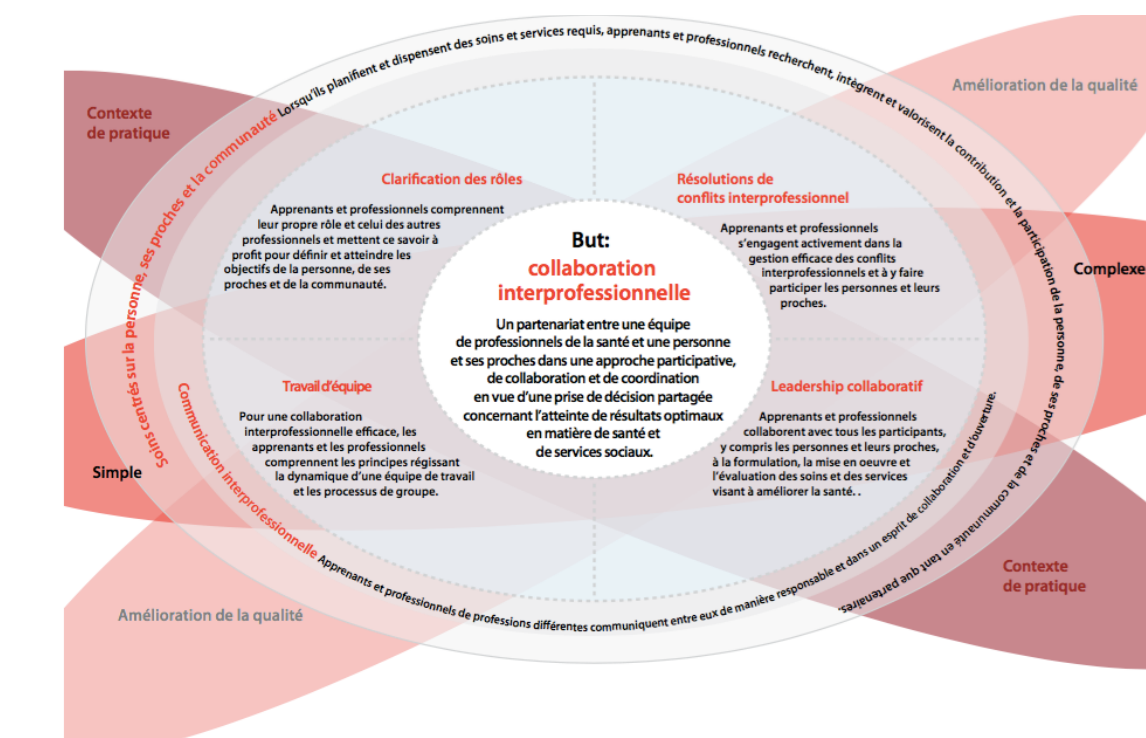 Contexte
de pratique
Amélioration de la qualité
Soins centrés sur la personne, ses proches et la communauté Lorsqu'ils planifient et dispensent des soins et services requis, apprenants et professionnels recherchent, intègrent et valorisent la contribution et la participation de la personne, de ses proches et de la communauté en tant que partenaires.
Clarification des rôles
Apprenants et professionnels comprennent
leur propre rôle et celui des autres
professionnels et mettent ce savoir à
profit pour définir et atteindre les
objectifs de la personne, de ses
proches et de la communauté.
Résolutions de
conflits interprofessionnel
Apprenants et professionnels
s'engagent activement dans la
gestion efficace des conflits
interprofessionnels et à y faire
participer les personnes et leurs
proches.
But:
collaboration
interprofessionnelle
Un partenariat entre une équipe
de professionnels de la santé et une personne
et ses proches dans une approche participative,
de collaboration et de coordination
en vue d'une prise de décision partagée
concernant l'atteinte de résultats optimaux
en matière de santé et
de services sociaux.
Complexe
Travail d'équipe
Pour une collaboration
interprofessionnelle efficace, les
apprenants et les professionnels
comprennent les principes régissant
la dynamique d'une équipe de travail
et les processus de groupe.
Leadership collaboratif
Apprenants et professionnels
collaborent avec tous les participants,
y compris les personnes et leurs proches,
à la formulation, la mise en oeuvre et
l'évaluation des soins et des services
visant à améliorer la santé. .
Simple
Communication interprofessionnelle Apprenants et professionnels de professions différentes communiquent entre eux de manière responsable et dans un esprit de collaboration et d'ouverture.
Amélioration de la qualité
Contexte
de pratique